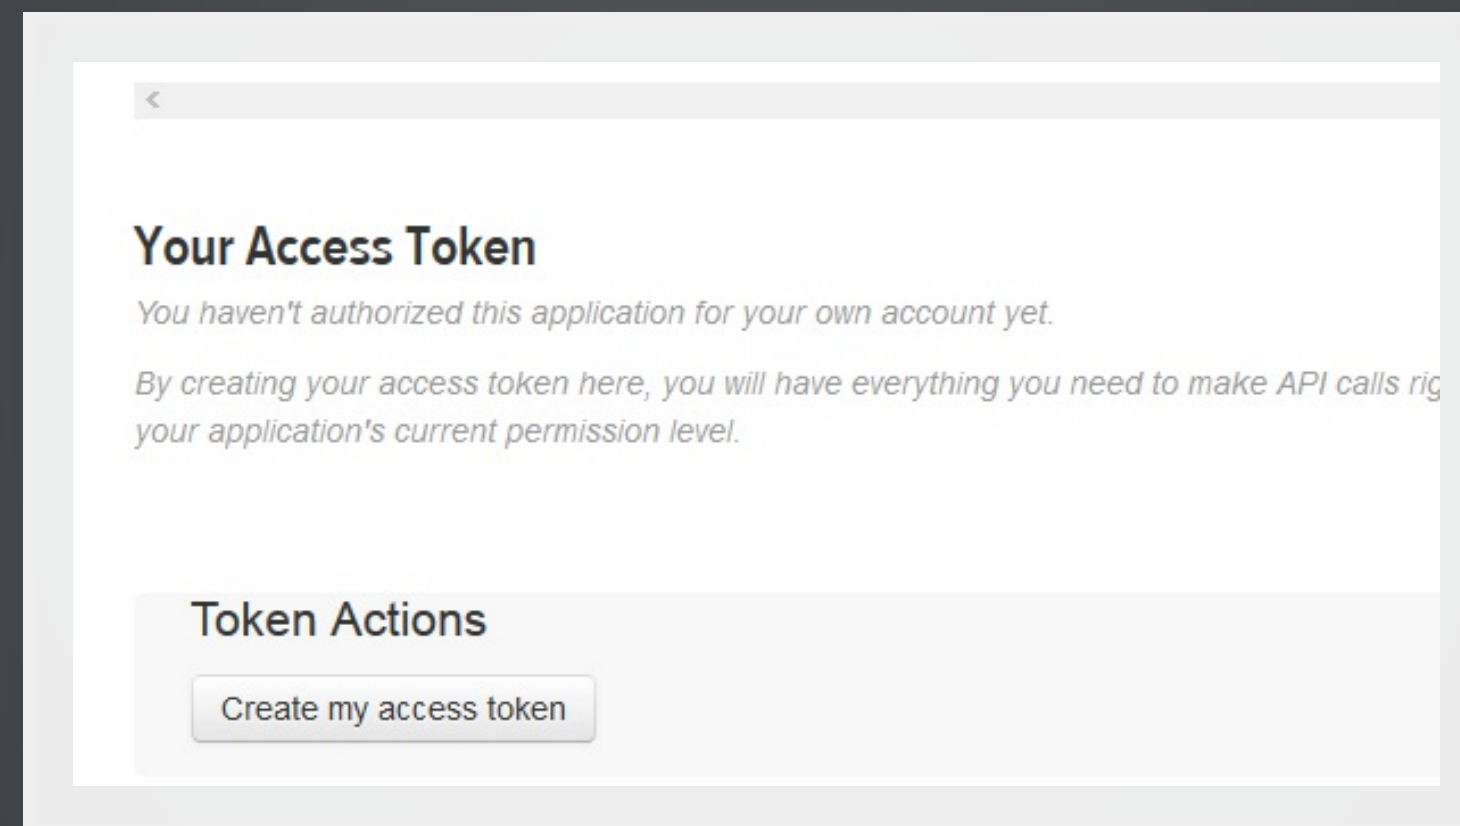 Your Access Token
You haven't authorized this application for your own account yet.
By creating your access token here, you will have everything you need to make API calls
your application's current permission level.
Token Actions
Create my access token